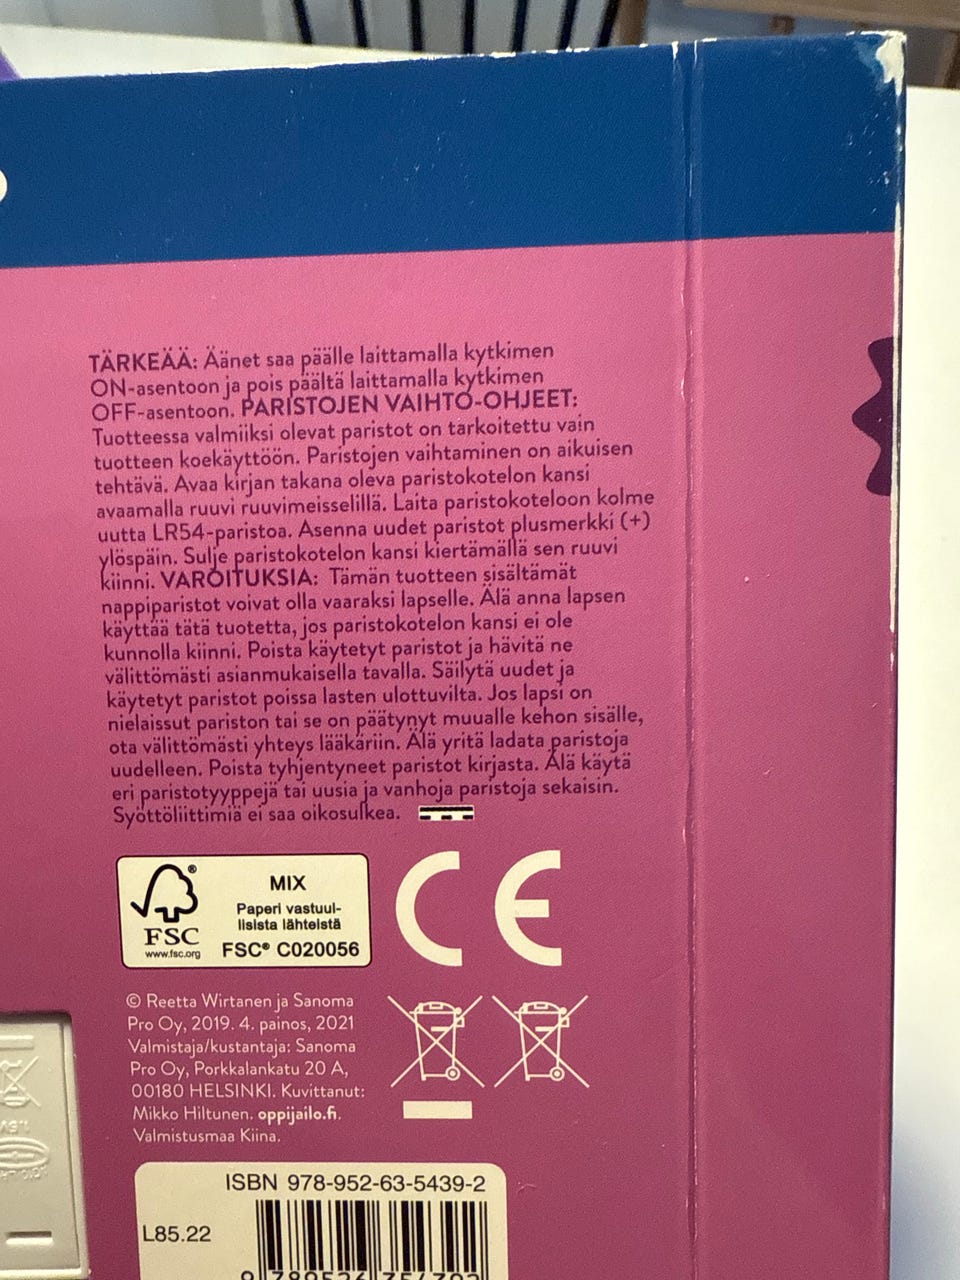 TÄRKEÄÄ: Äänet saa päälle laittamalla kytkimen
ON-asentoon ja pois päältä laittamalla kytkimen
OFF-asentoon. PARISTOJEN VAIHTO-OHJEET:
Tuotteessa valmiiksi olevat paristot on tarkoitettu vain
tuotteen koekäyttöön. Paristojen vaihtaminen on aikuisen
tehtävä. Avaa kirjan takana oleva paristokotelon kansi
avaamalla ruuvi ruuvimeisselillä. Laita paristokoteloon kolme
uutta LR54-paristoa. Asenna uudet paristot plusmerkki (+)
ylöspäin. Sulje paristokotelon kansi kiertämällä sen ruuvi
kiinni. VAROITUKSIA: Tämän tuotteen sisältämät
nappiparistot voivat olla vaaraksi lapselle. Älä anna lapsen
käyttää tätä tuotetta, jos paristokotelon kansi ei ole
kunnolla kiinni. Poista käytetyt paristot ja hävitä ne
välittömästi asianmukaisella tavalla. Säilytä uudet ja
käytetyt paristot poissa lasten ulottuvilta. Jos lapsi on
nielaissut pariston tai se on päätynyt muualle kehon sisälle,
ota välittömästi yhteys lääkäriin. Älä yritä ladata paristoja
uudelleen. Poista tyhjentyneet paristot kirjasta. Älä käytä
eri paristotyyppejä tai uusia ja vanhoja paristoja sekaisin.
Syöttöliittimiä ei saa oikosulkea.
®
FSC
www.fsc.org
MIX
Paperi vastuul-
lisista lähteistä
FSC® C020056
CE
© Reetta Wirtanen ja Sanoma
Pro Oy, 2019. 4. painos, 2021
Valmistaja/kustantaja: Sanoma
Pro Oy, Porkkalankatu 20 A,
00180 HELSINKI. Kuvittanut:
Mikko Hiltunen. oppijailo.fi.
Valmistusmaa Kiina.
ISBN 978-952-63-5439-2
L85.22
9 789526 354392